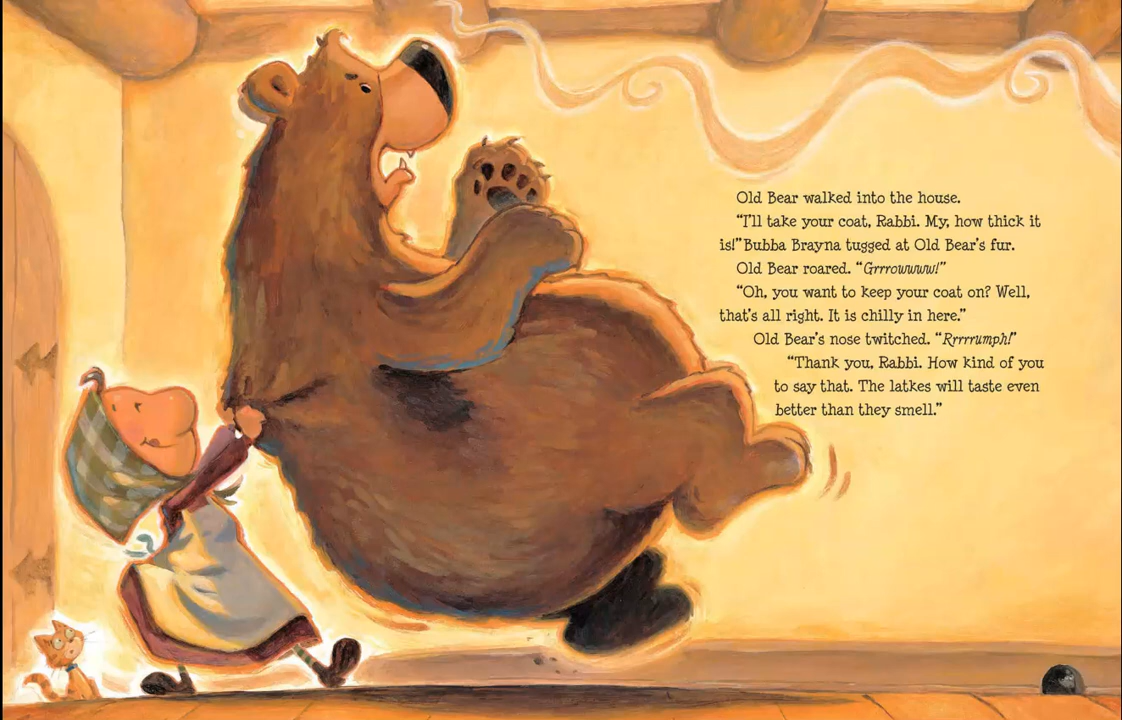 Old Bear walked into the house.
“I’ll take your coat, Rabbi. My, how thick it
is!” Bubba Brayna tugged at Old Bear’s fur.
Old Bear roared. “Grrrowwww!”
“Oh, you want to keep your coat on? Well,
that’s all right. It is chilly in here.”
Old Bear’s nose twitched. “Rrrrrumph!”
“Thank you, Rabbi. How kind of you
to say that. The latkes will taste even
better than they smell.”